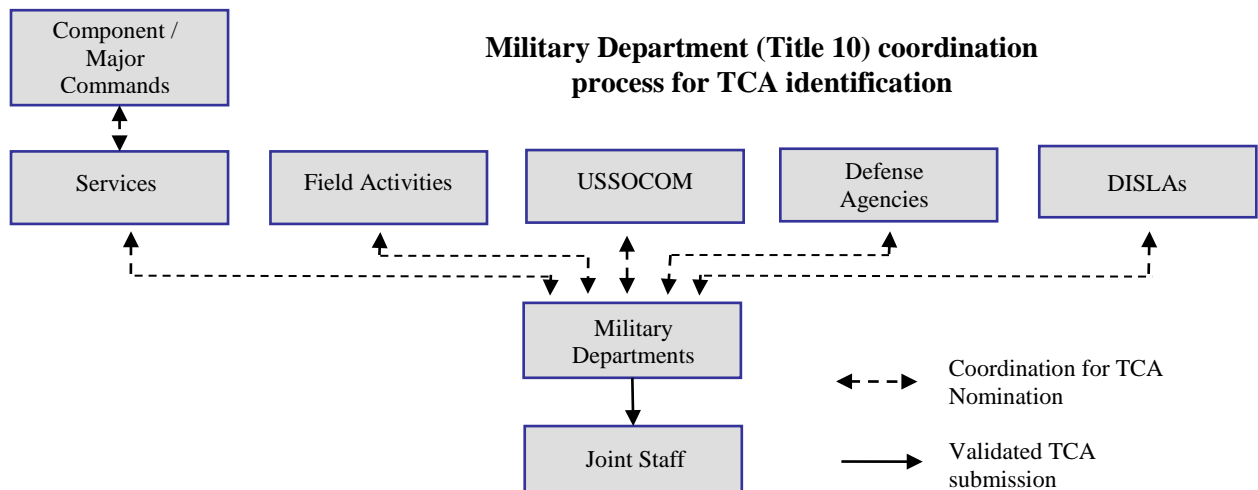 Component /
Major
Commands
Military Department (Title 10) coordination
process for TCA identification
Services
Field Activities
USSOCOM
Defense
Agencies
DISLAs
Military
Departments
Coordination for TCA
Nomination
Joint Staff
Validated TCA
submission